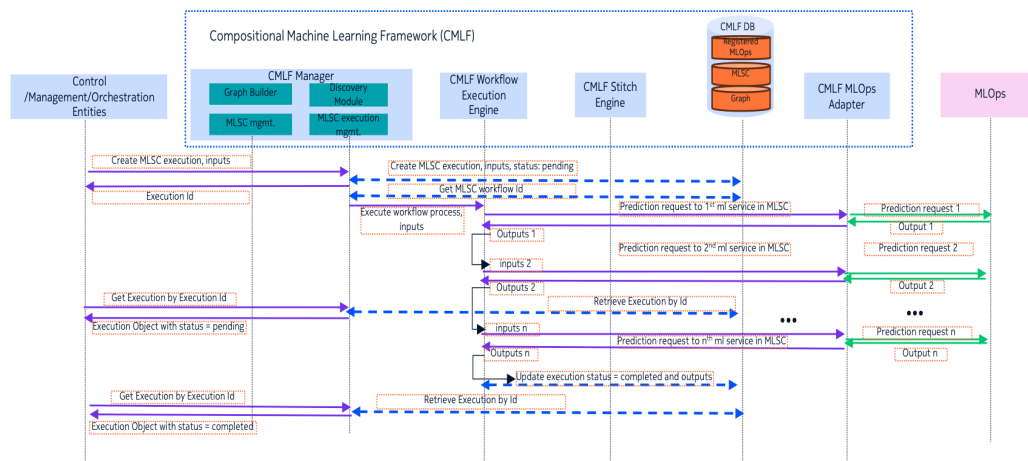 Compositional Machine Learning Framework (CMLF)
CMLF DB
Registered
MLOps
MLSC
Graph
Control
/Management/Orchestration
Entities
CMLF Manager
Graph Builder
Discovery
Module
MLSC mgmt.
MLSC execution
mgmt.
CMLF Workflow
Execution
Engine
CMLF Stitch
Engine
CMLF MLOps
Adapter
MLOps
Create MLSC execution, inputs
Create MLSC execution, inputs, status: pending
Execution Id
Get MLSC workflow Id
Execute workflow process,
inputs
Prediction request to 1st ml service in MLSC
Prediction request 1
Output 1
Outputs 1
Prediction request to 2nd ml service in MLSC
Prediction request 2
inputs 2
Outputs 2
Output 2
Get Execution by Execution Id
Retrieve Execution by Id
...
...
Execution Object with status = pending
inputs n
Prediction request n
Prediction request to nth ml service in MLSC
Outputs n
Output n
Update execution status = completed and outputs
Get Execution by Execution Id
Retrieve Execution by Id
Execution Object with status = completed